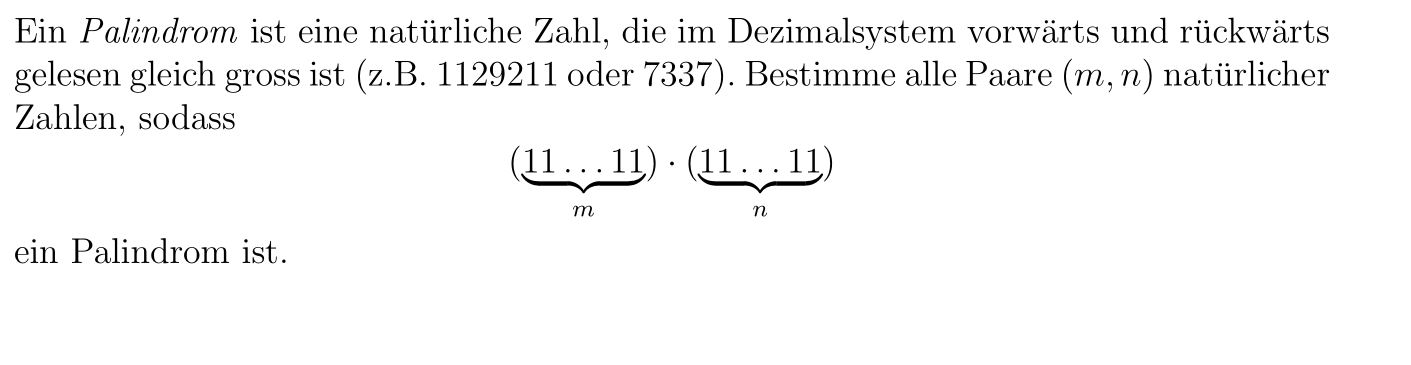 Ein Palindrom ist eine natürliche Zahl, die im Dezimalsystem vorwärts und rückwärts
gelesen gleich gross ist (z.B. 1129211 oder 7337). Bestimme alle Paare (m, n) natürlicher
Zahlen, sodass
(11 . . . 11) · (11 . . . 11)
m n
ein Palindrom ist.